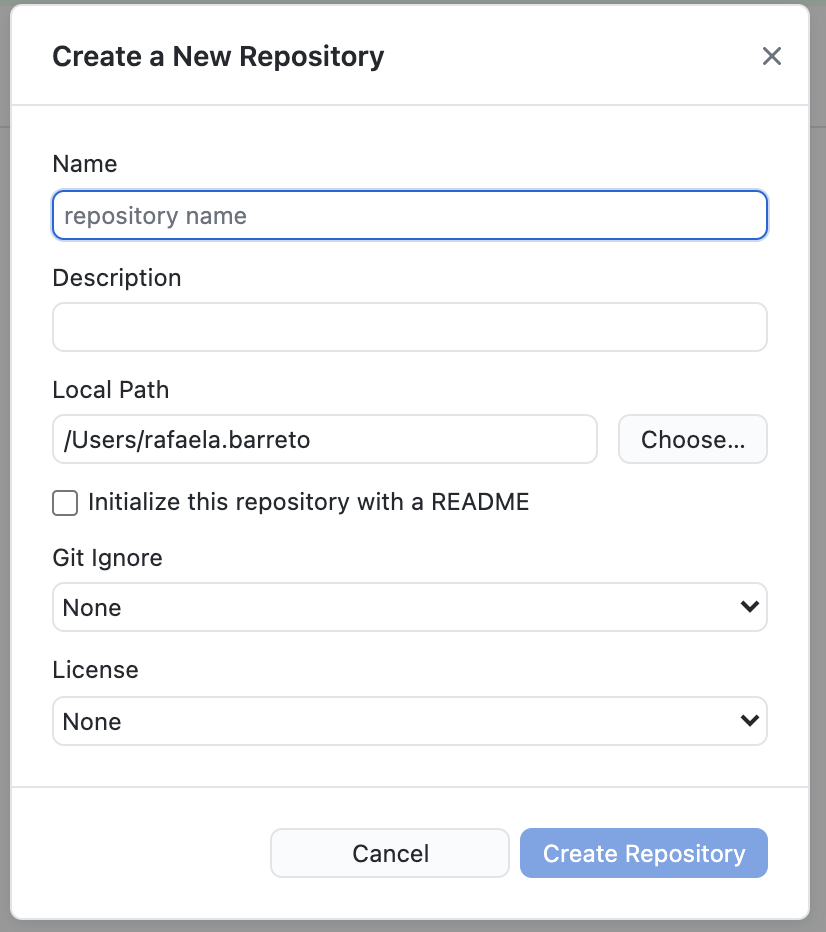 Create a New Repository
Name
repository name
Description
Local Path
/Users/rafaela.barreto
Choose...
Initialize this repository with a README
Git Ignore
None
License
None
Cancel
Create Repository